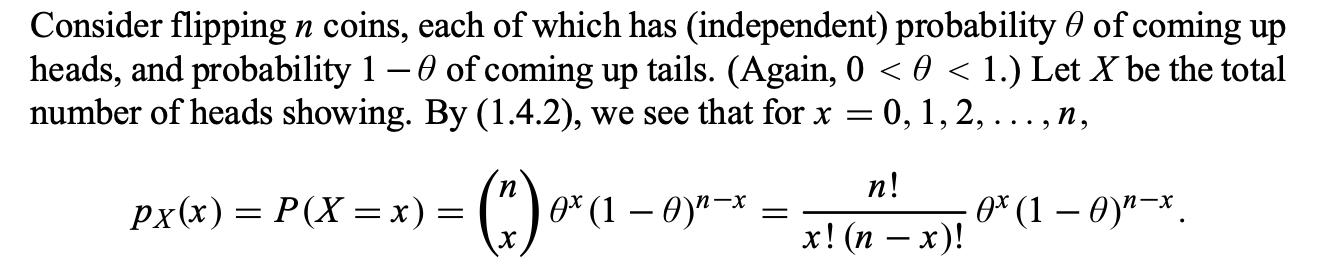 Consider flipping n coins, each of which has (independent) probability θ of coming up
heads, and probability 1 − θ of coming up tails. (Again, 0 < θ < 1.) Let X be the total
number of heads showing. By (1.4.2), we see that for x = 0, 1, 2, . . . , n,
p_X(x) = P(X = x) = \binom{n}{x} θ^x (1 − θ)^{n−x} = \frac{n!}{x! (n − x)!} θ^x (1 − θ)^{n−x}.